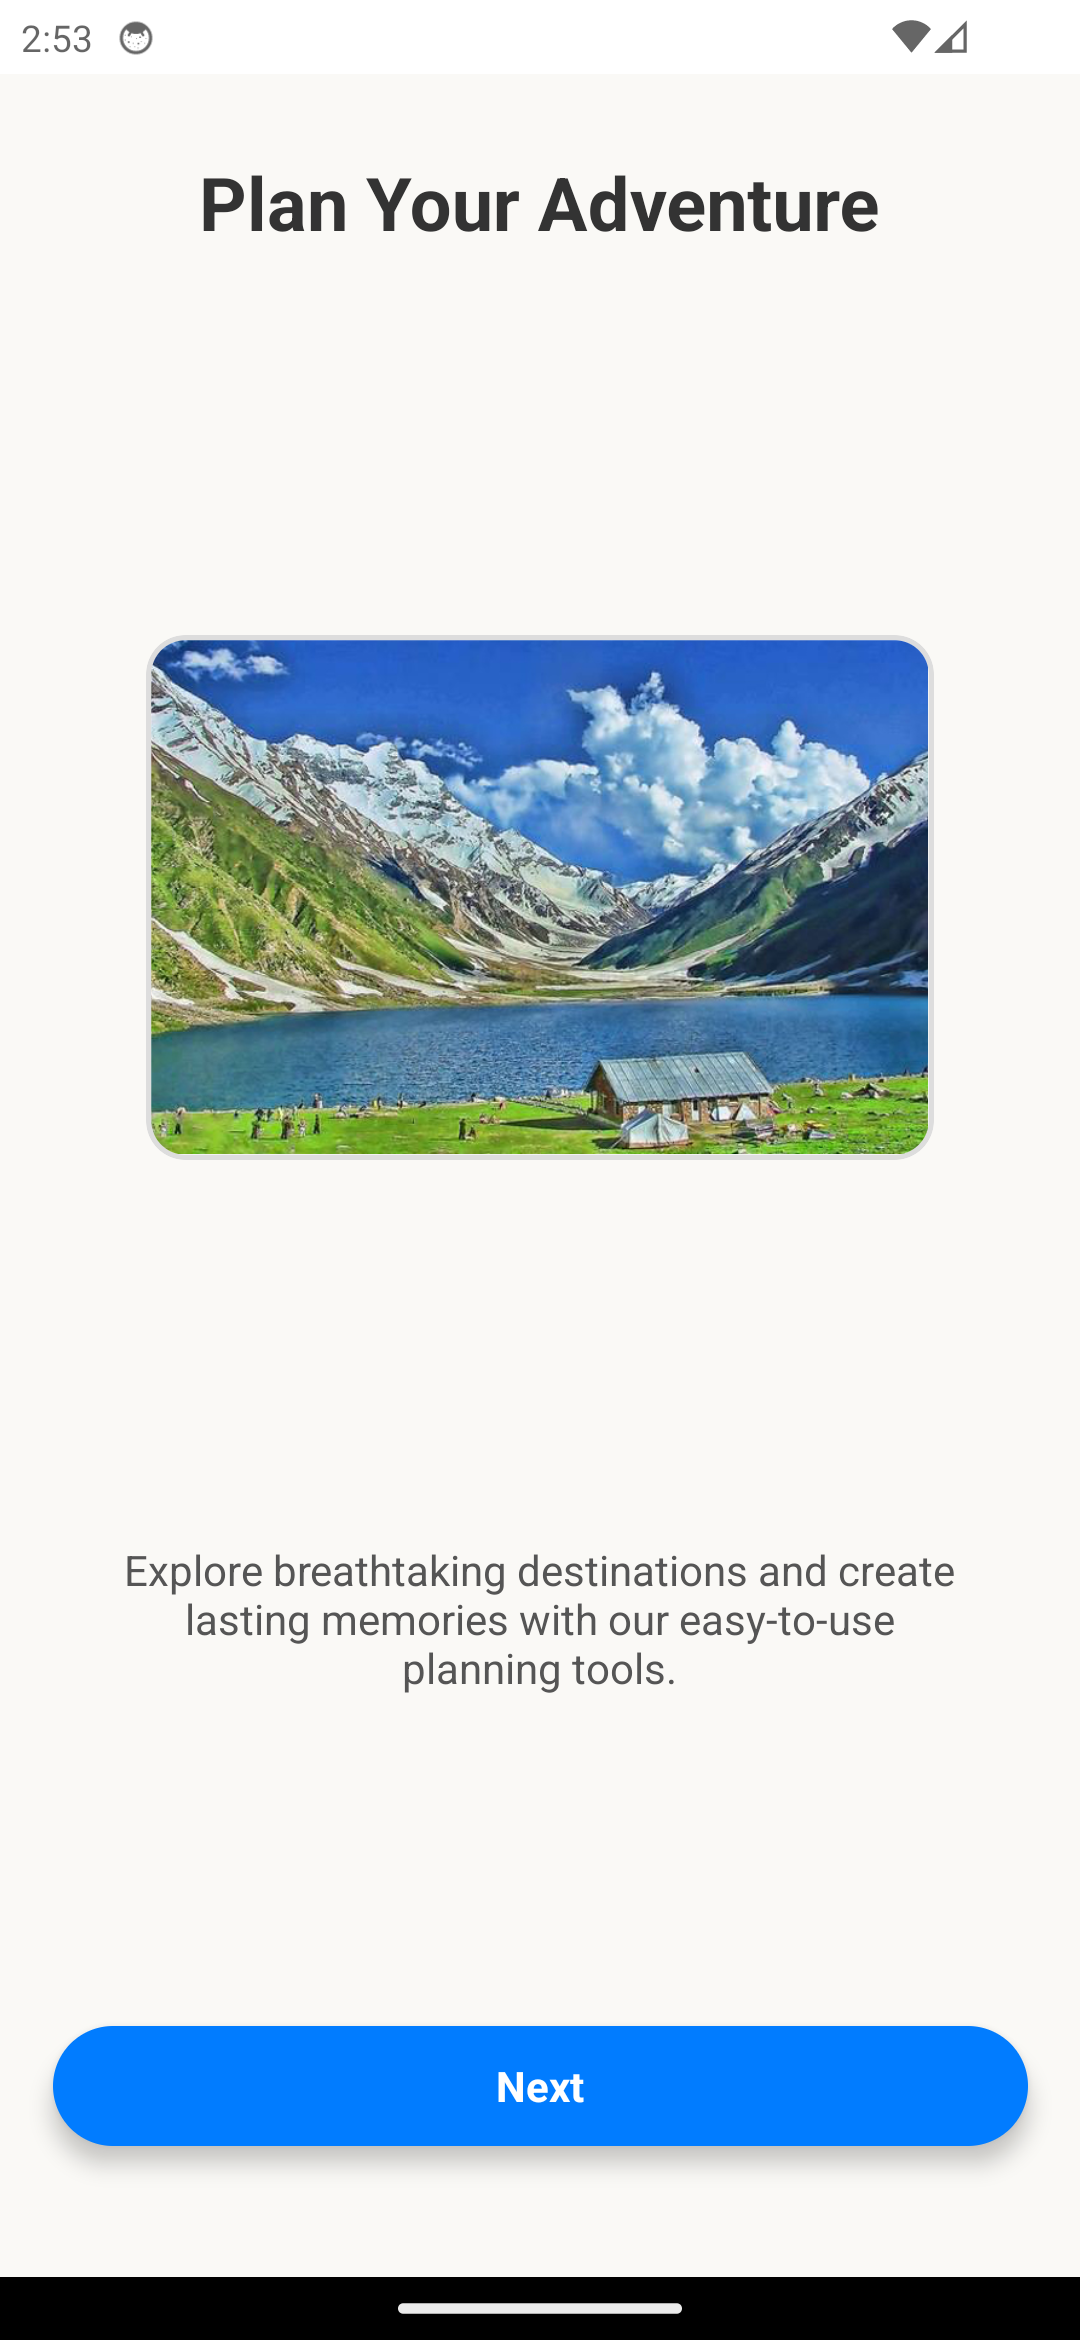 2:53
Plan Your Adventure
Explore breathtaking destinations and create
lasting memories with our easy-to-use
planning tools.
Next